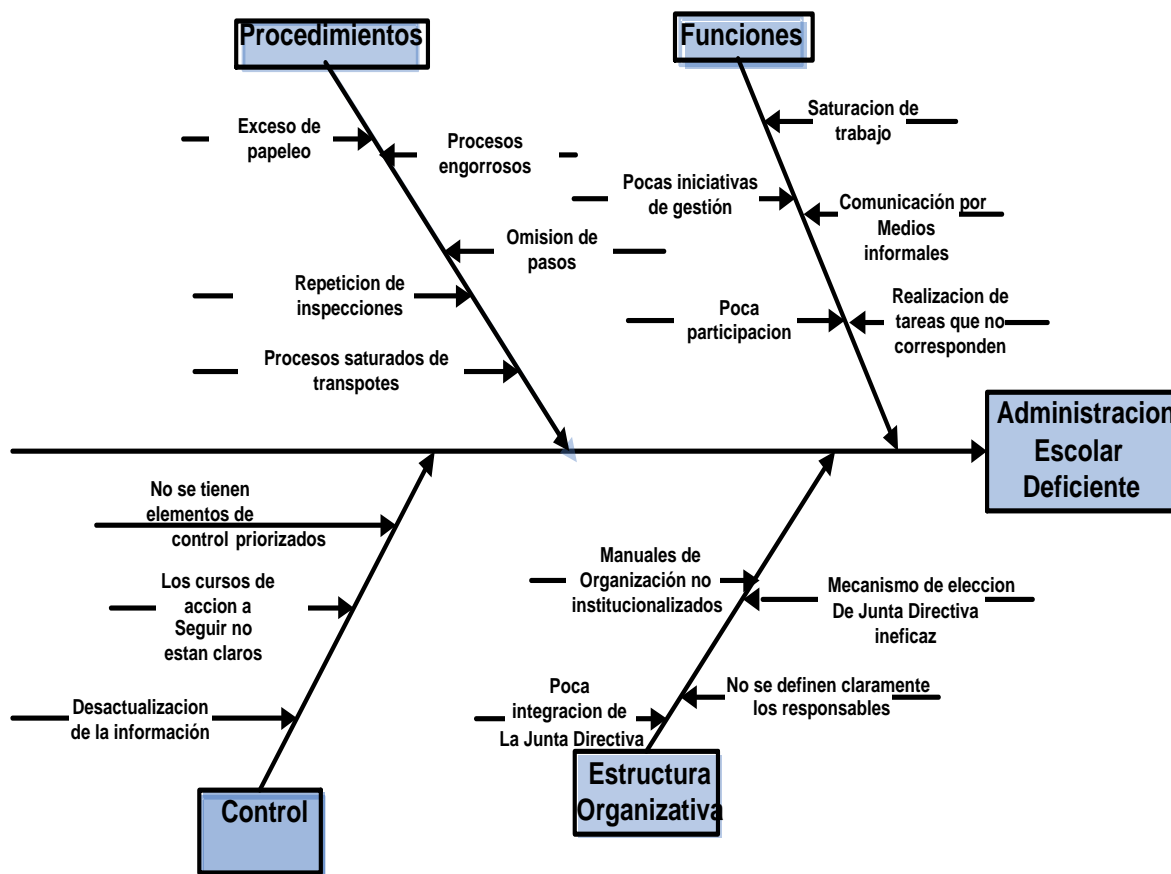 Procedimientos
Funciones
Exceso de
papeleo
Procesos
engorrosos
Omision de
pasos
Repeticion de
inspecciones
Procesos saturados de
transpotes
Saturacion de
trabajo
Pocas iniciativas
de gestión
Comunicación por
Medios
informales
Poca
participacion
Realizacion de
tareas que no
corresponden
Administracion
Escolar
Deficiente
No se tienen
elementos de
control priorizados
Los cursos de
accion a
Seguir no
estan claros
Desactualizacion
de la información
Manuales de
Organización no
institucionalizados
Mecanismo de eleccion
De Junta Directiva
ineficaz
Poca
integracion de
La Junta Directiva
No se definen claramente
los responsables
Control
Estructura
Organizativa